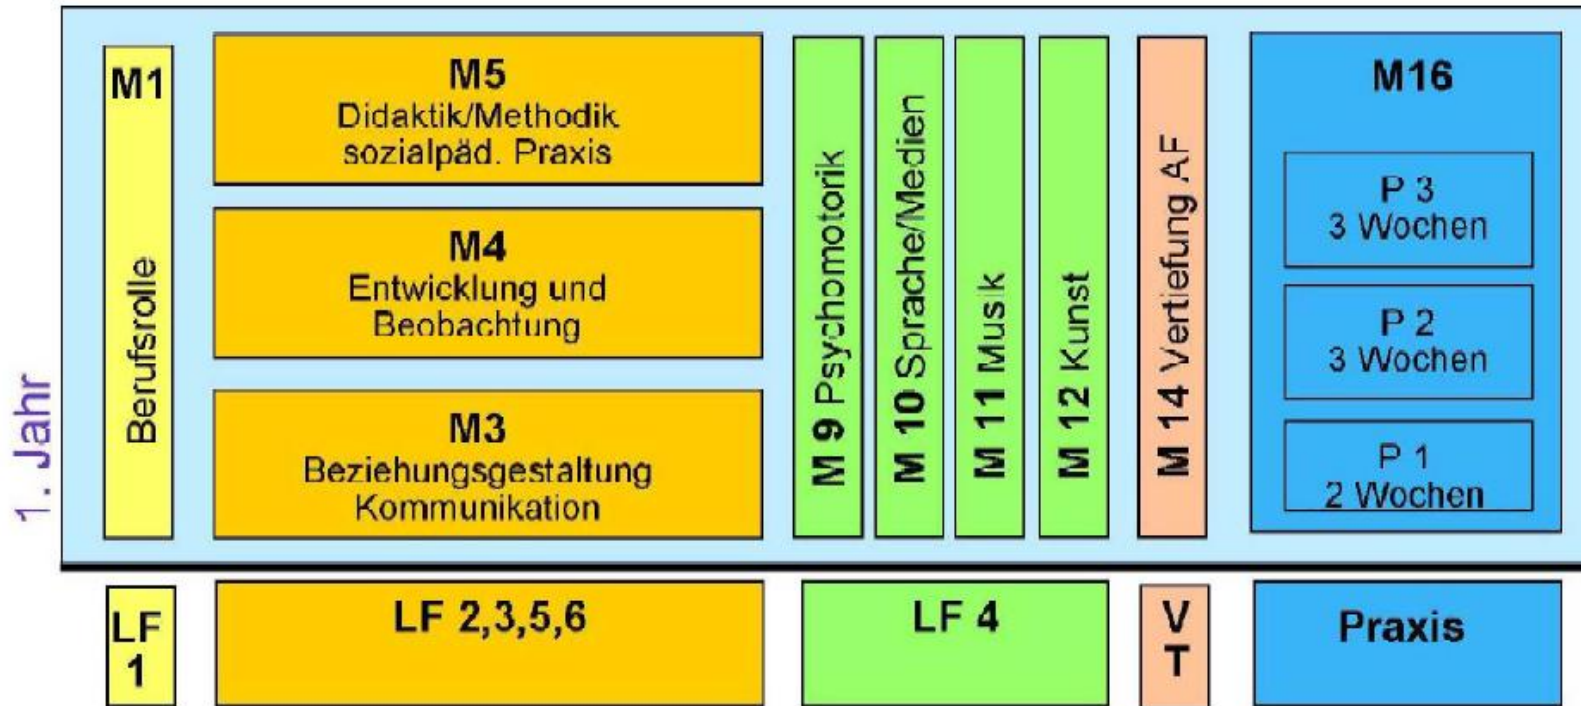 1. Jahr
M1
Berufsrolle
M5
Didaktik/Methodik
sozialpäd. Praxis
M4
Entwicklung und
Beobachtung
M3
Beziehungsgestaltung
Kommunikation
M 9 Psychomotorik
M 10 Sprache/Medien
M 11 Musik
M 12 Kunst
M 14 Vertiefung AF
M16
P 3
3 Wochen
P 2
3 Wochen
P 1
2 Wochen
LF
1
LF 2,3,5,6
LF 4
V
T
Praxis